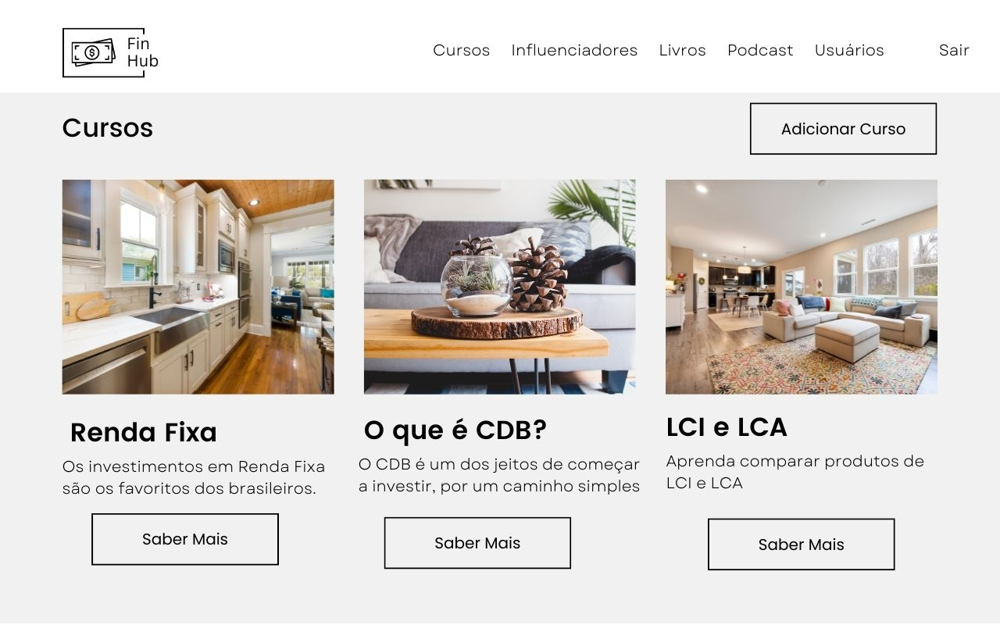 Fin
Hub
Cursos Influenciadores Livros Podcast Usuários Sair
Cursos
Adicionar Curso
Renda Fixa
Os investimentos em Renda Fixa
são os favoritos dos brasileiros.
Saber Mais
O que é CDB?
O CDB é um dos jeitos de começar
a investir, por um caminho simples
Saber Mais
LCI e LCA
Aprenda comparar produtos de
LCI e LCA
Saber Mais